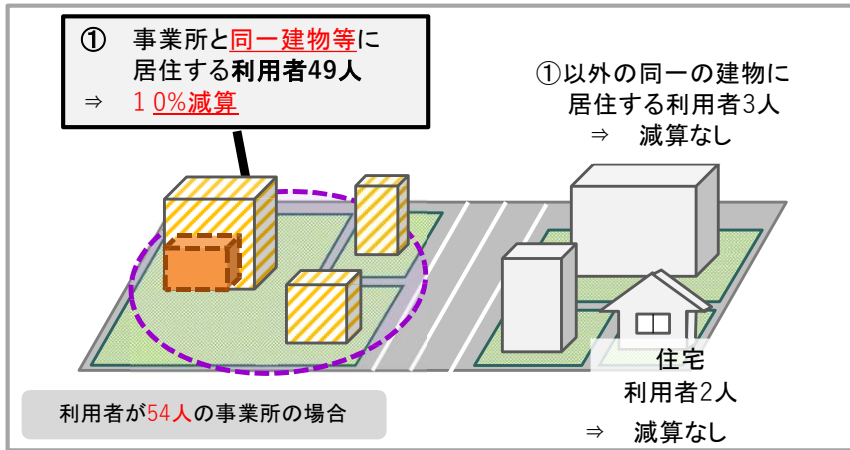 ① 事業所と同一建物等に
居住する利用者49人
⇒ 10%減算
①以外の同一の建物に
居住する利用者3人
⇒ 減算なし
住宅
利用者2人
⇒ 減算なし
利用者が54人の事業所の場合